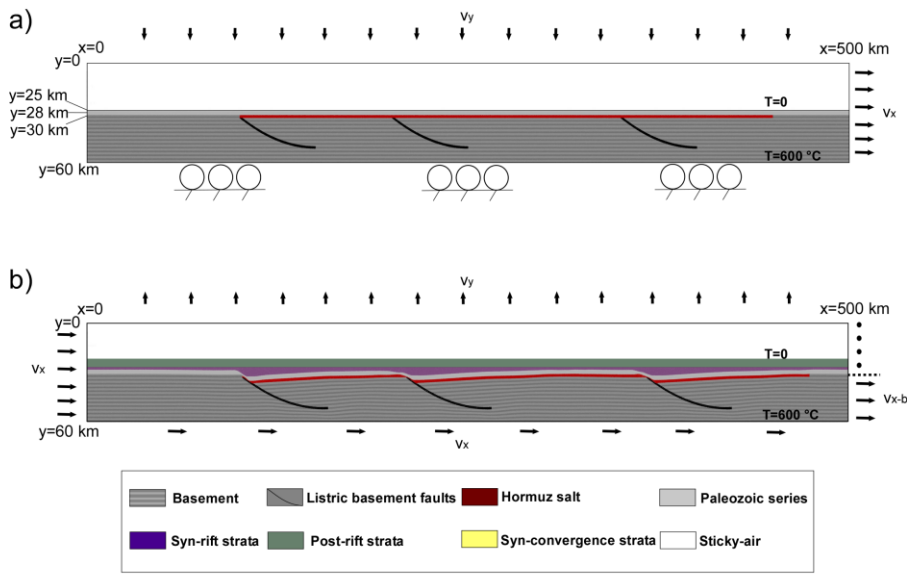 a)
vy
x=0
x=500 km
y=0
y=25 km
T=0
y=28 km
vx
y=30 km
T=600 °C
y=60 km
b)
vy
x=0
x=500 km
y=0
T=0
vx
vx-b
T=600 °C
y=60 km
vx
Basement
Listric basement faults
Hormuz salt
Paleozoic series
Syn-rift strata
Post-rift strata
Syn-convergence strata
Sticky-air